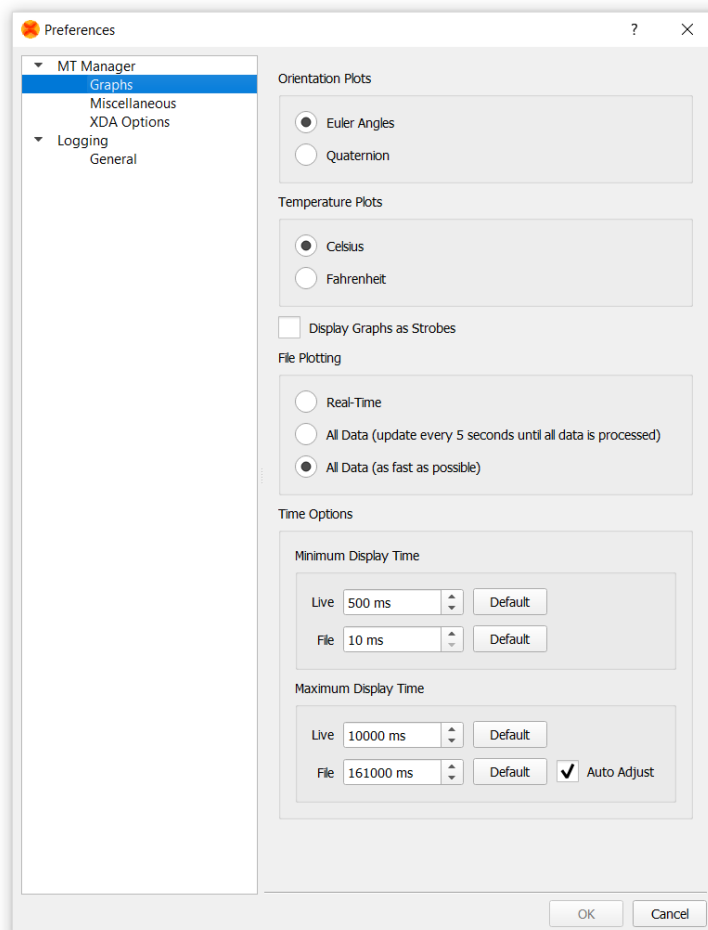 Preferences
?
MT Manager
Graphs
Miscellaneous
XDA Options
Logging
General
Orientation Plots
Euler Angles
Quaternion
Temperature Plots
Celsius
Fahrenheit
Display Graphs as Strobes
File Plotting
Real-Time
All Data (update every 5 seconds until all data is processed)
All Data (as fast as possible)
Time Options
Minimum Display Time
Live 500 ms Default
File 10 ms Default
Maximum Display Time
Live 10000 ms Default
File 161000 ms Default Auto Adjust
OK Cancel